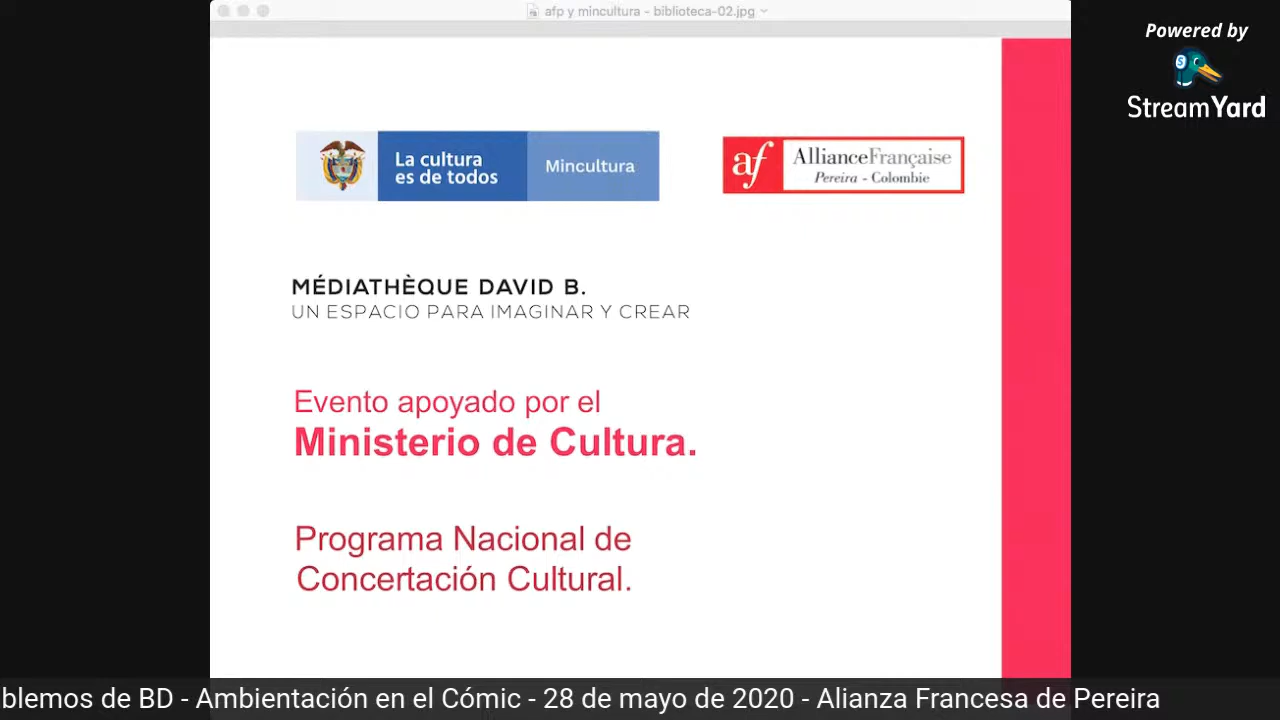 afp y mincultura - biblioteca-02.jpg
Powered by
StreamYard
La cultura
es de todos
Mincultura
af
AllianceFrançaise
Pereira - Colombie
MÉDIATHÈQUE DAVID B.
UN ESPACIO PARA IMAGINAR Y CREAR
Evento apoyado por el
Ministerio de Cultura.
Programa Nacional de
Concertación Cultural.
blemos de BD - Ambientación en el Cómic - 28 de mayo de 2020 - Alianza Francesa de Pereira